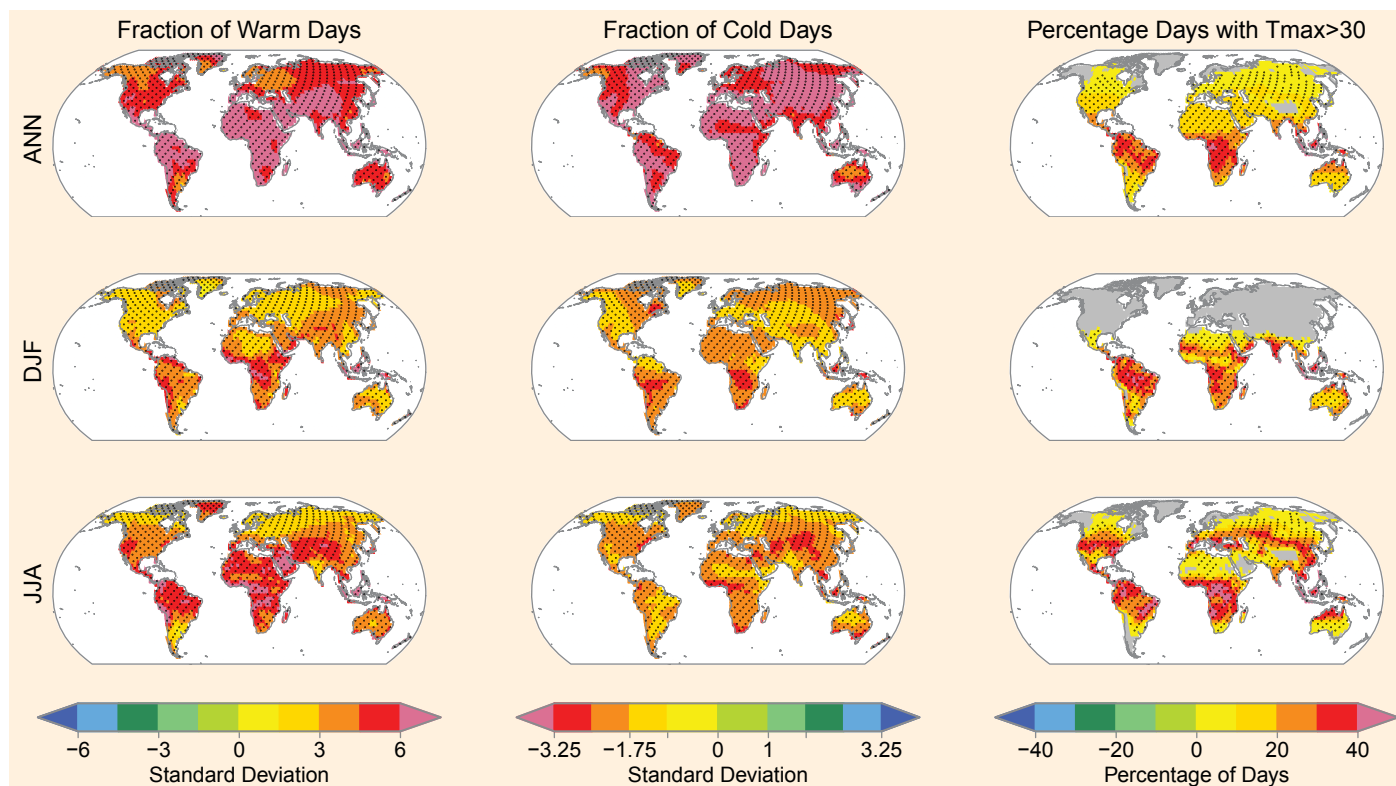 Fraction of Warm Days
Fraction of Cold Days
Percentage Days with Tmax>30
ANN
DJF
JJA
−6 −3 0 3 6
Standard Deviation
−3.25 −1.75 0 1 3.25
Standard Deviation
−40 −20 0 20 40
Percentage of Days